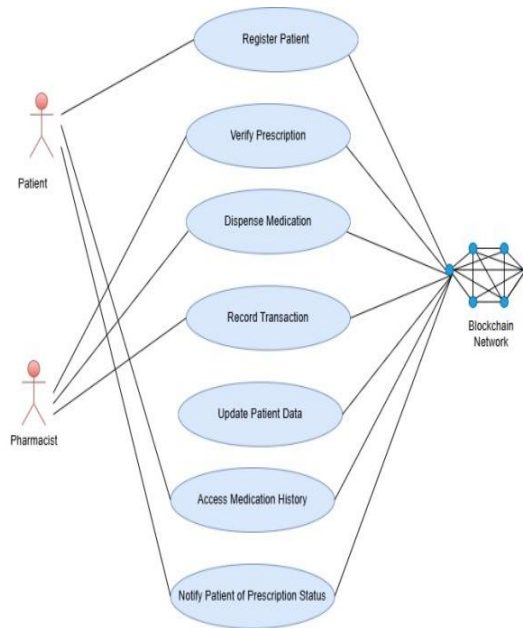 Register Patient
Verify Prescription
Patient
Dispense Medication
Record Transaction
Blockchain
Network
Pharmacist
Update Patient Data
Access Medication History
Notify Patient of Prescription Status